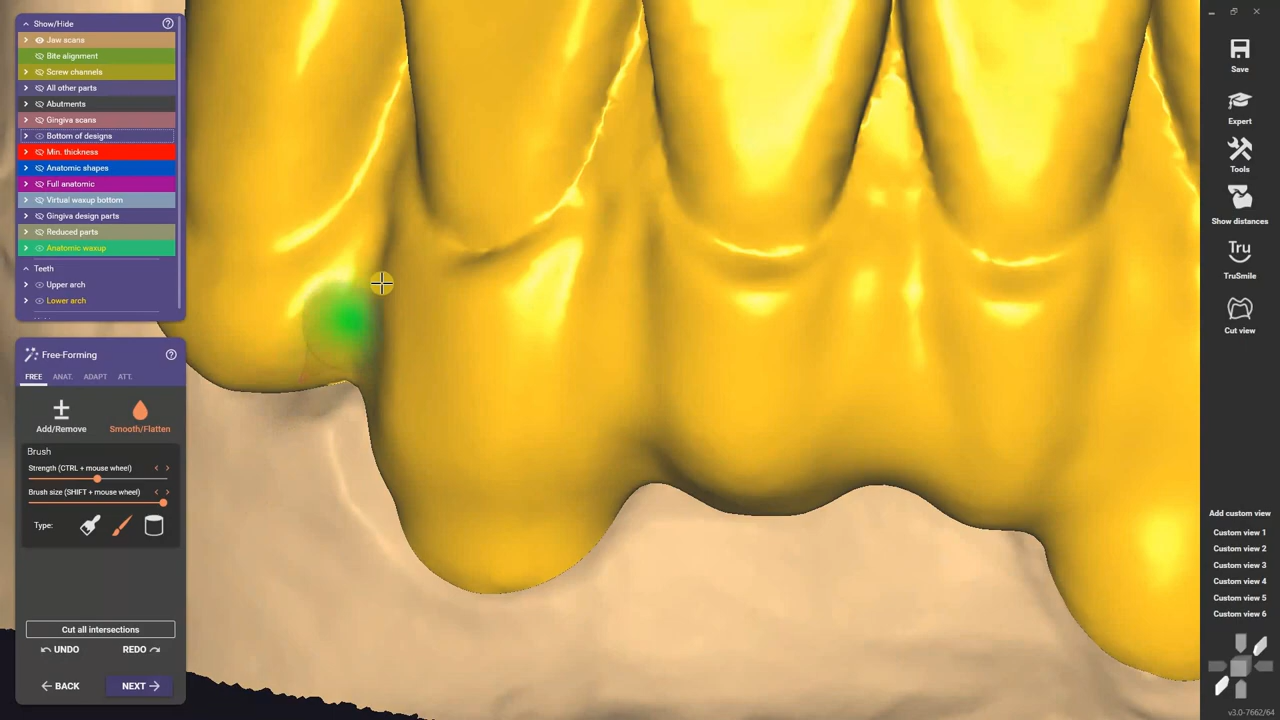 Show/Hide
Jaw scans
Bite alignment
Screw channels
All other parts
Abutments
Gingiva scans
Bottom of designs
Min. thickness
Anatomic shapes
Full anatomic
Virtual waxup bottom
Gingiva design parts
Reduced parts
Anatomic waxup
Teeth
Upper arch
Lower arch
Free-Forming
FREE ANAT. ADAPT ATT.
Add/Remove Smooth/Flatten
Brush
Strength (CTRL + mouse wheel)
Brush size (SHIFT + mouse wheel)
Type:
Cut all intersections
UNDO REDO
BACK NEXT
Save
Expert
Tools
Show distances
Tru
TruSmile
Cut view
Add custom view
Custom view 1
Custom view 2
Custom view 3
Custom view 4
Custom view 5
Custom view 6
v3.0-7662/64